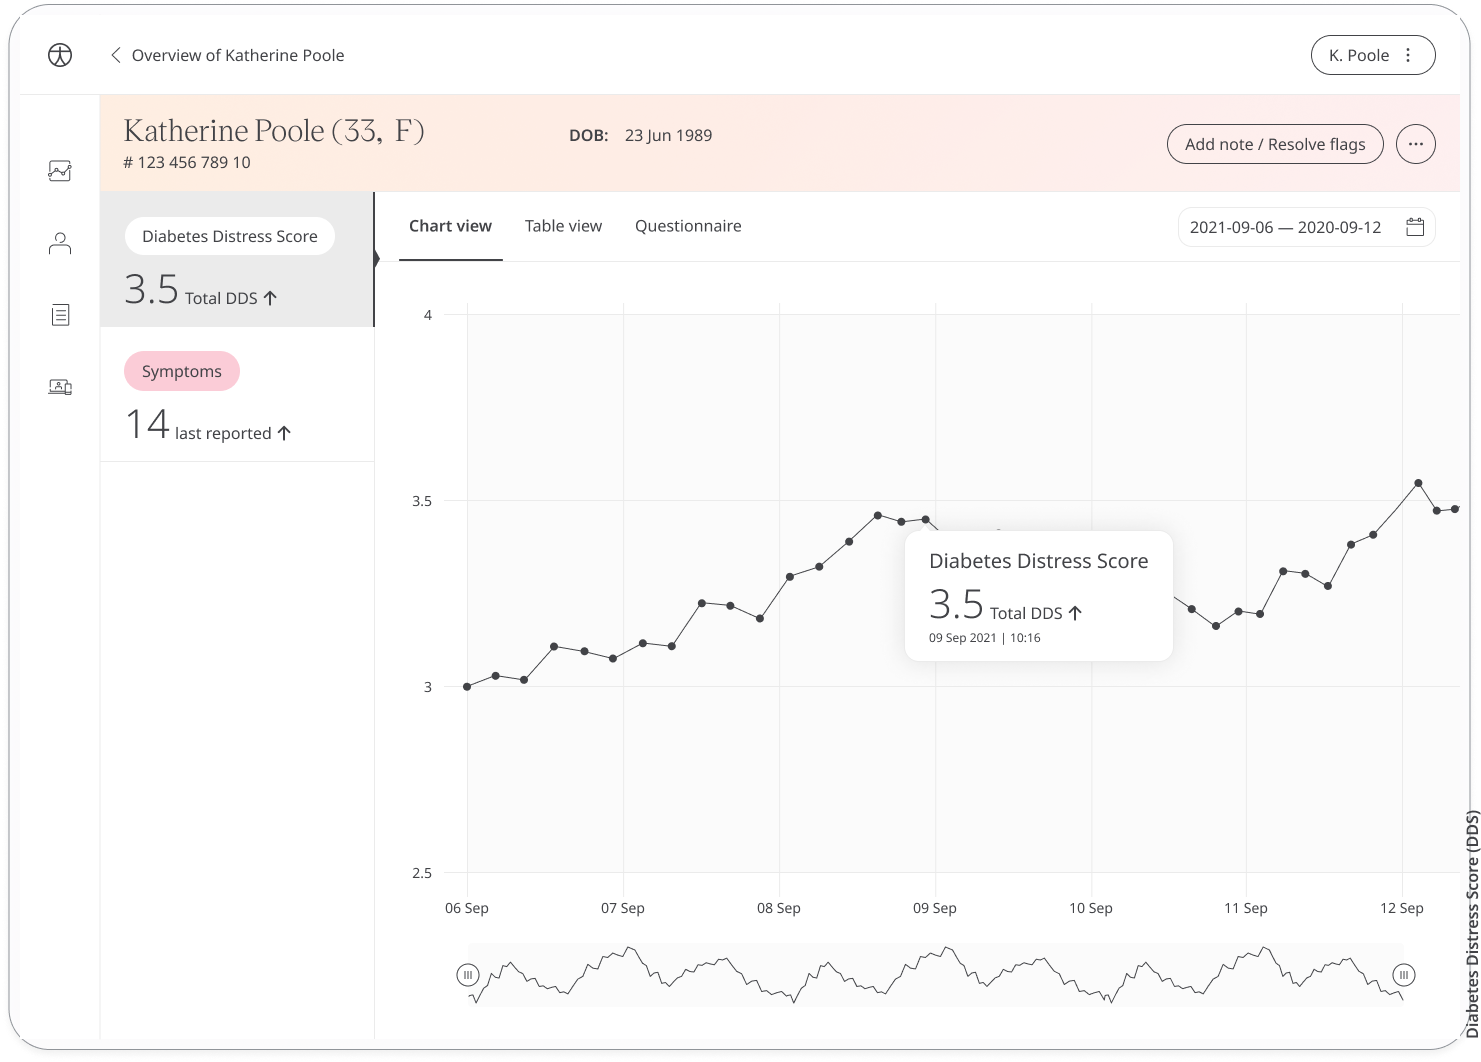 Overview of Katherine Poole
K. Poole
Katherine Poole (33, F)
DOB: 23 Jun 1989
# 123 456 789 10
Add note / Resolve flags
Diabetes Distress Score
3.5 Total DDS
Symptoms
14 last reported
Chart view
Table view
Questionnaire
2021-09-06 — 2020-09-12
4
3.5
3
2.5
Diabetes Distress Score
3.5 Total DDS
09 Sep 2021 | 10:16
06 Sep
07 Sep
08 Sep
09 Sep
10 Sep
11 Sep
12 Sep
Diabetes Distress Score (DDS)